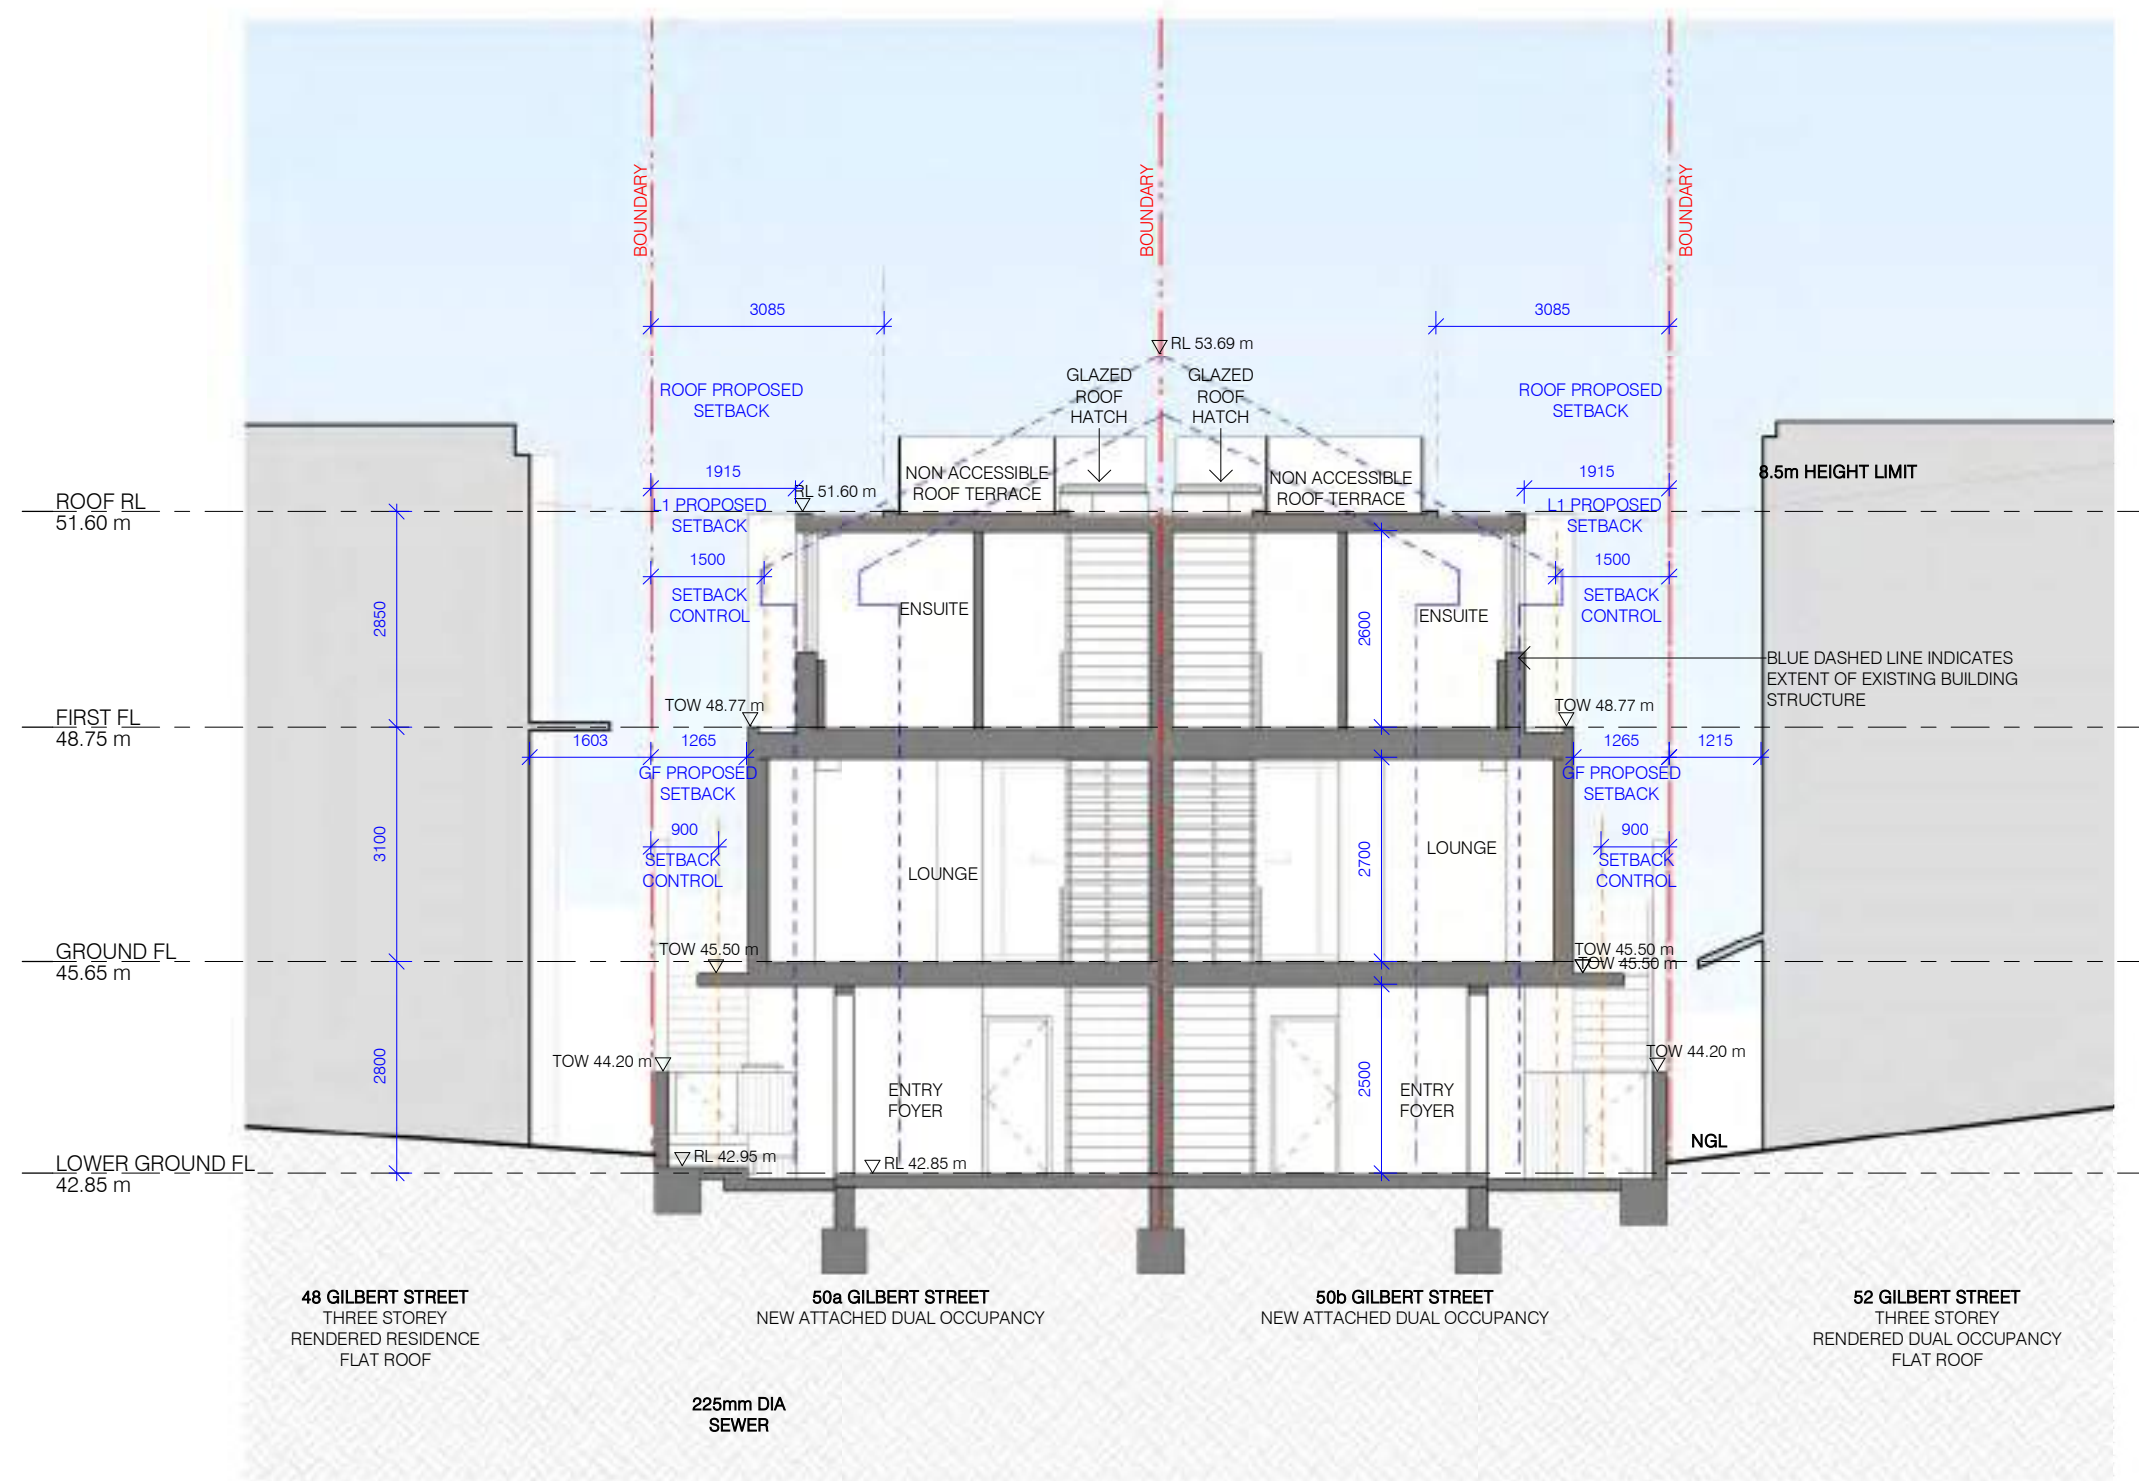 BOUNDARY
BOUNDARY
BOUNDARY
3085
3085
RL 53.69 m
GLAZED
ROOF
HATCH
GLAZED
ROOF
HATCH
ROOF PROPOSED
SETBACK
ROOF PROPOSED
SETBACK
1915
NON ACCESSIBLE
ROOF TERRACE
NON ACCESSIBLE
ROOF TERRACE
1915
8.5m HEIGHT LIMIT
ROOF RL
51.60 m
RL 51.60 m
L1 PROPOSED
SETBACK
L1 PROPOSED
SETBACK
1500
1500
SETBACK
CONTROL
SETBACK
CONTROL
2850
ENSUITE
2600
ENSUITE
BLUE DASHED LINE INDICATES
EXTENT OF EXISTING BUILDING
STRUCTURE
FIRST FL
48.75 m
TOW 48.77 m
TOW 48.77 m
1603
1265
1265
1215
GF PROPOSED
SETBACK
GF PROPOSED
SETBACK
3100
900
SETBACK
CONTROL
LOUNGE
2700
LOUNGE
900
SETBACK
CONTROL
GROUND FL
45.65 m
TOW 45.50 m
TOW 45.50 m
TOW 45.50 m
2800
TOW 44.20 m
TOW 44.20 m
ENTRY
FOYER
2500
ENTRY
FOYER
NGL
LOWER GROUND FL
42.85 m
RL 42.95 m
RL 42.85 m
48 GILBERT STREET
THREE STOREY
RENDERED RESIDENCE
FLAT ROOF
50a GILBERT STREET
NEW ATTACHED DUAL OCCUPANCY
50b GILBERT STREET
NEW ATTACHED DUAL OCCUPANCY
52 GILBERT STREET
THREE STOREY
RENDERED DUAL OCCUPANCY
FLAT ROOF
225mm DIA
SEWER